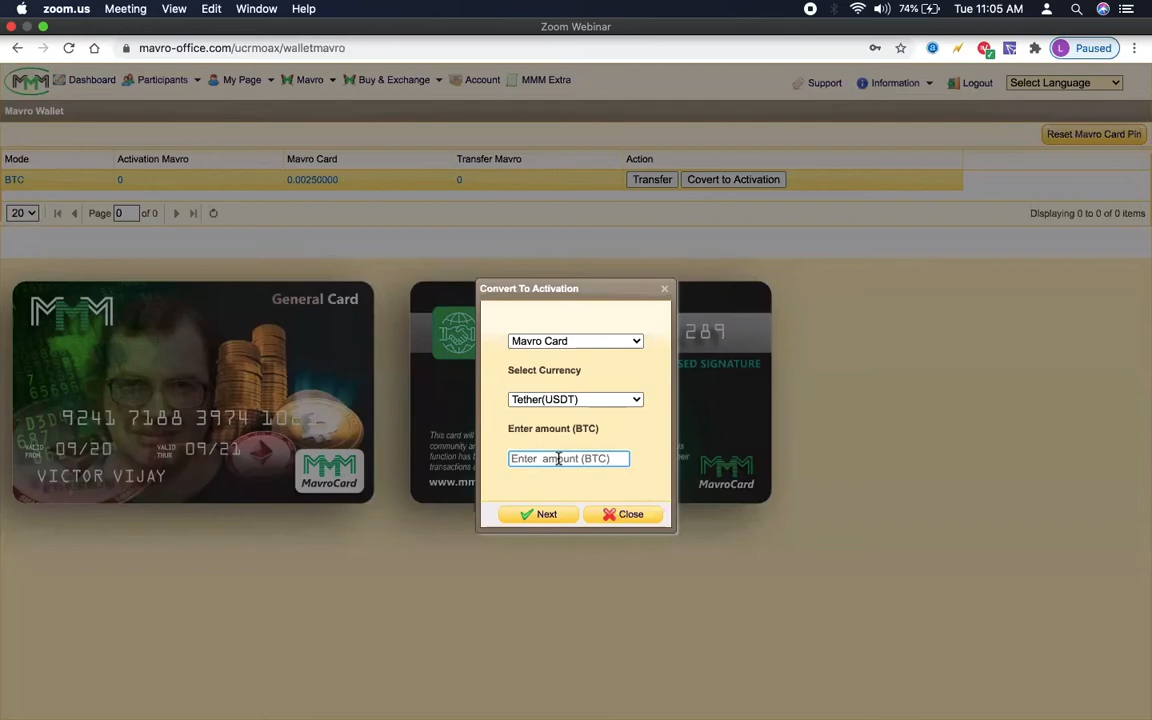 zoom.us Meeting View Edit Window Help 74% Tue 11:05 AM
Zoom Webinar
mavro-office.com/ucrmoax/walletmavro L Paused
MMM Dashboard Participants My Page Mavro Buy & Exchange Account MMM Extra Support Information Logout Select Language
Mavro Wallet
Reset Mavro Card Pin
Mode Activation Mavro Mavro Card Transfer Mavro Action
BTC 0 0.00250000 0 Transfer Covert to Activation
20 Page 0 of 0 Displaying 0 to 0 of 0 items
MMM General Card
9241 7188 3974
VALID FROM 09/20 VALID THUR 09/21
VICTOR VIJAY
MMM
MavroCard
289
SED SIGNATURE
This card will
community a
function has
transactions
www.mm
MMM
MavroCard
Convert To Activation
Mavro Card
Select Currency
Tether(USDT)
Enter amount (BTC)
Enter amount (BTC)
Next Close